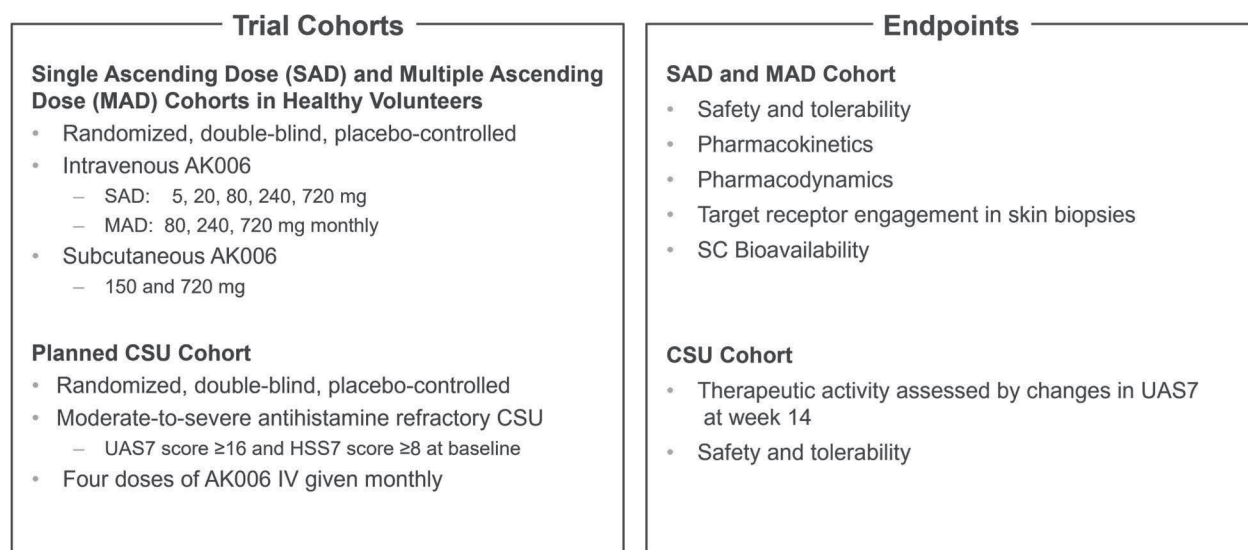 Trial Cohorts
Single Ascending Dose (SAD) and Multiple Ascending
Dose (MAD) Cohorts in Healthy Volunteers
• Randomized, double-blind, placebo-controlled
• Intravenous AK006
– SAD: 5, 20, 80, 240, 720 mg
– MAD: 80, 240, 720 mg monthly
• Subcutaneous AK006
– 150 and 720 mg
Planned CSU Cohort
• Randomized, double-blind, placebo-controlled
• Moderate-to-severe antihistamine refractory CSU
– UAS7 score ≥16 and HSS7 score ≥8 at baseline
• Four doses of AK006 IV given monthly
Endpoints
SAD and MAD Cohort
• Safety and tolerability
• Pharmacokinetics
• Pharmacodynamics
• Target receptor engagement in skin biopsies
• SC Bioavailability
CSU Cohort
• Therapeutic activity assessed by changes in UAS7
at week 14
• Safety and tolerability